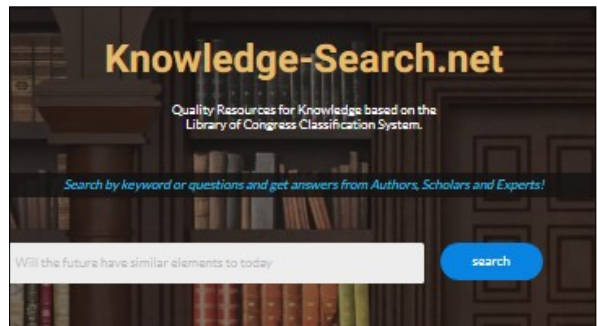 Knowledge-Search.net
Quality Resources for Knowledge based on the
Library of Congress Classification System.
Search by keyword or questions and get answers from Authors, Scholars and Experts!
Will the future have similar elements to today
search